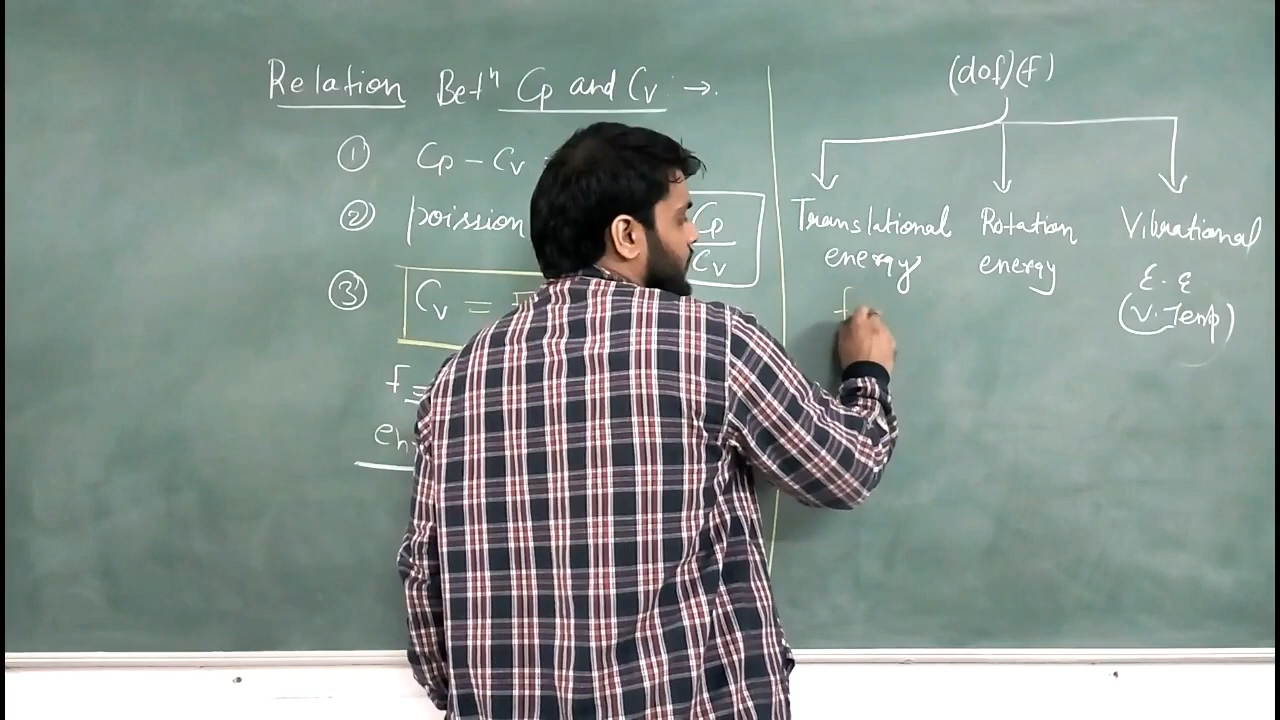 Relation Betⁿ Cp and Cv →.
① Cp - Cv
② poission Cp / Cv
③ Cv =
f =
(dof)(f)
Translational energy
Rotation energy
Vibrational ε.ε (V.Temp)
f